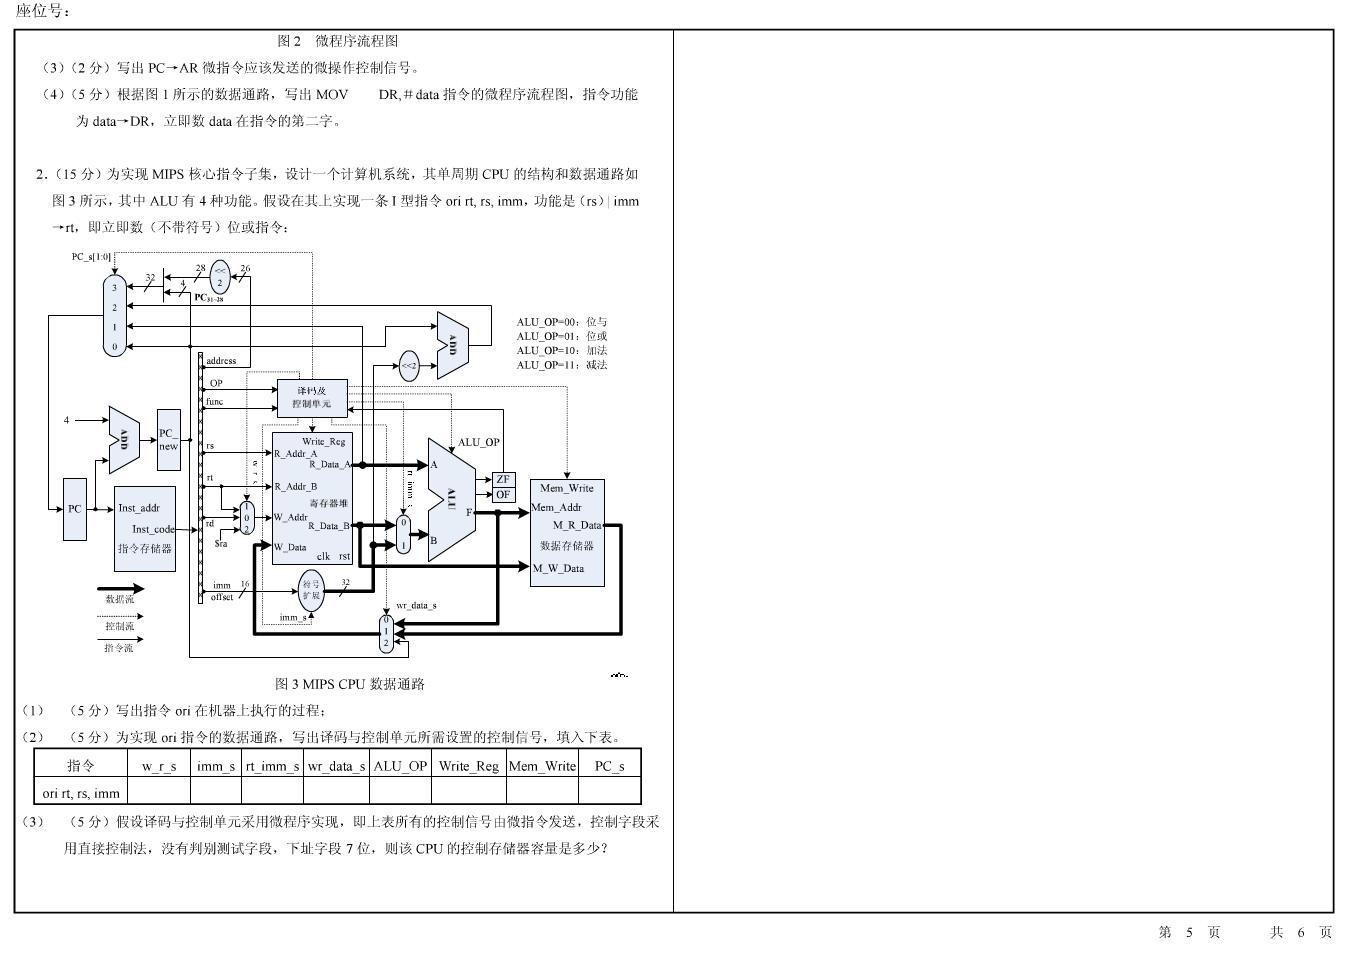 座位号：
图 2 微程序流程图
（3）（2 分）写出 PC→AR 微指令应该发送的微操作控制信号。
（4）（5 分）根据图 1 所示的数据通路，写出 MOV DR,＃data 指令的微程序流程图，指令功能
为 data→DR，立即数 data 在指令的第二字。
2．（15 分）为实现 MIPS 核心指令子集，设计一个计算机系统，其单周期 CPU 的结构和数据通路如
图 3 所示，其中 ALU 有 4 种功能。假设在其上实现一条 I 型指令 ori rt, rs, imm，功能是（rs）| imm
→rt，即立即数（不带符号）位或指令：
PC_s[1:0]
28 << 2 26
32
4
PC31-28
3
2
1
0
ADD
<<2
ALU_OP=00：位与
ALU_OP=01：位或
ALU_OP=10：加法
ALU_OP=11：减法
address
OP
func
译码及
控制单元
4
ADD
PC_
new
ALU_OP
rs
Write_Reg
R_Addr_A
R_Data_A
A
rt
R_Addr_B
寄存器堆
1
0
2
W_Addr
rd
$ra
R_Data_B
0
1
B
ALU
F
ZF
OF
Mem_Write
Mem_Addr
M_R_Data
数据存储器
M_W_Data
PC
Inst_addr
Inst_code
指令存储器
W_Data
clk rst
imm
offset
16
符号
扩展
32
imm_s
wr_data_s
0
1
2
数据流
控制流
指令流
图 3 MIPS CPU 数据通路
（1） （5 分）写出指令 ori 在机器上执行的过程；
（2） （5 分）为实现 ori 指令的数据通路，写出译码与控制单元所需设置的控制信号，填入下表。
指令 w_r_s imm_s rt_imm_s wr_data_s ALU_OP Write_Reg Mem_Write PC_s
ori rt, rs, imm
（3） （5 分）假设译码与控制单元采用微程序实现，即上表所有的控制信号由微指令发送，控制字段采
用直接控制法，没有判别测试字段，下址字段 7 位，则该 CPU 的控制存储器容量是多少？
第 5 页 共 6 页